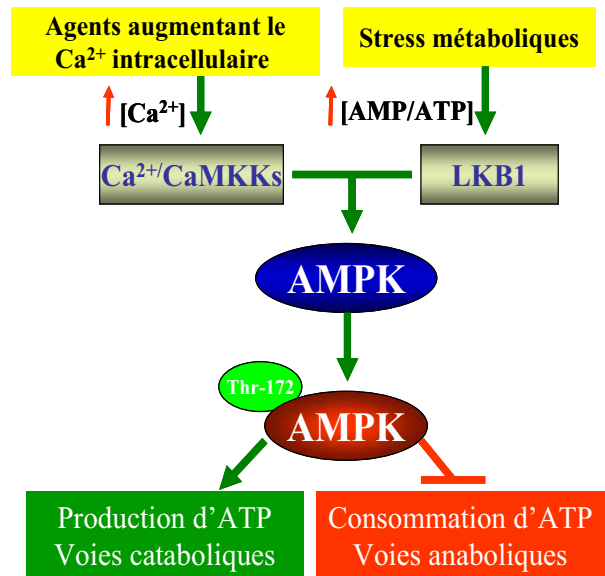 Agents augmentant le
Ca²⁺ intracellulaire
Stress métaboliques
[Ca²⁺]
[AMP/ATP]
Ca²⁺/CaMKKs
LKB1
AMPK
Thr-172
AMPK
Production d’ATP
Voies cataboliques
Consommation d’ATP
Voies anaboliques